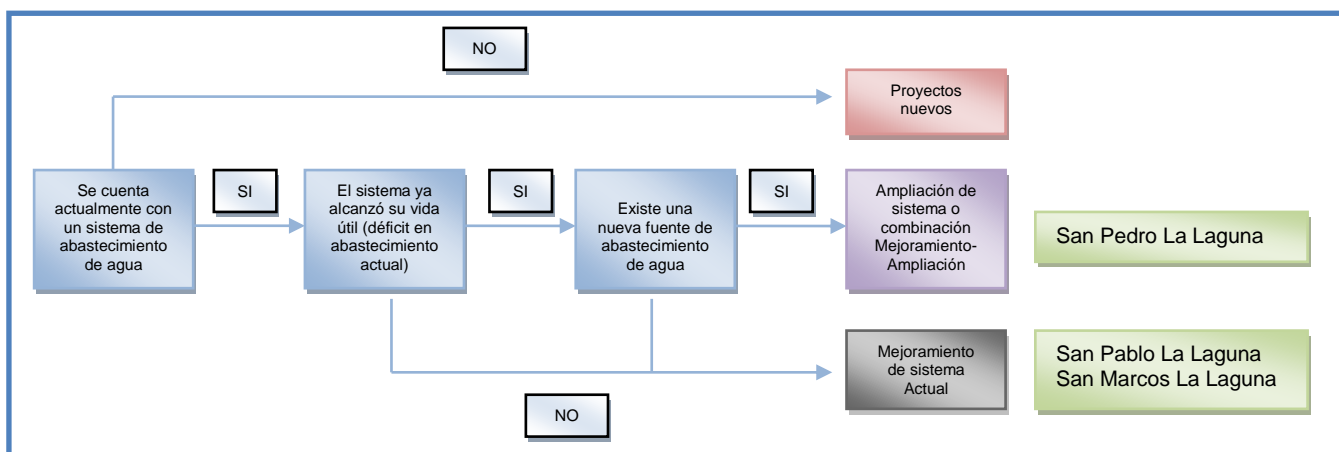 NO
Proyectos
nuevos
Se cuenta
actualmente con
un sistema de
abastecimiento
de agua
SI
El sistema ya
alcanzó su vida
útil (déficit en
abastecimiento
actual)
SI
Existe una
nueva fuente de
abastecimiento
de agua
SI
Ampliación de
sistema o
combinación
Mejoramiento-
Ampliación
San Pedro La Laguna
Mejoramiento
de sistema
Actual
San Pablo La Laguna
San Marcos La Laguna
NO